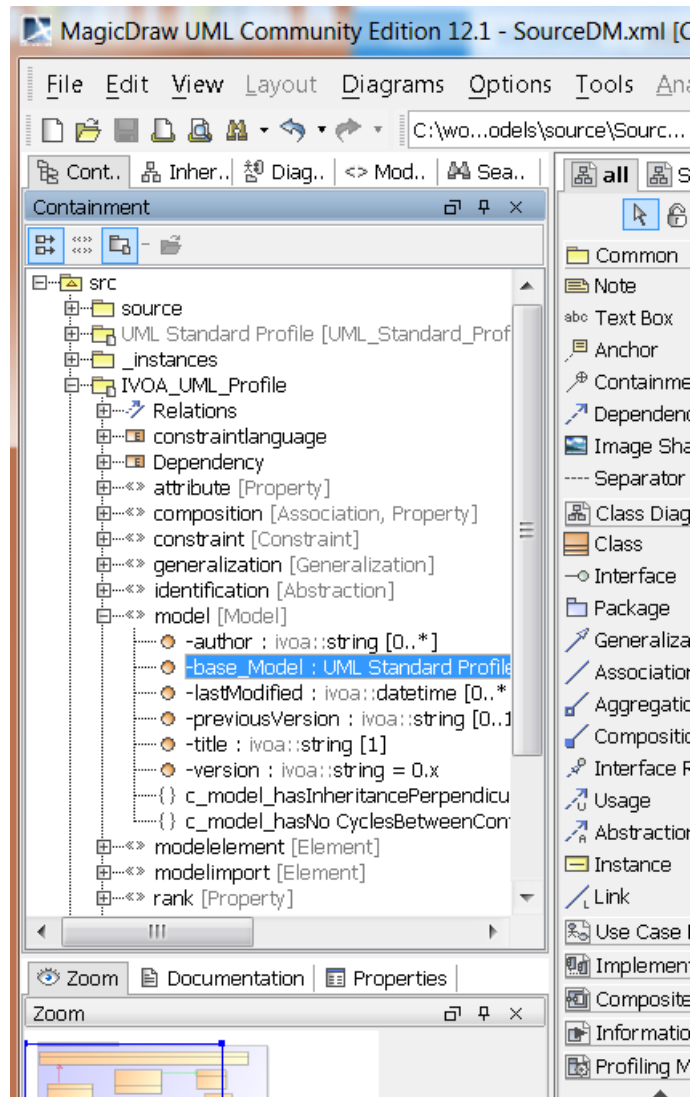 MagicDraw UML Community Edition 12.1 - SourceDM.xml [C
File Edit View Layout Diagrams Options Tools Ana
C:\wo...odels\source\Sourc...
Cont.. Inher.. Diag.. <> Mod.. Sea..
all S
Containment
src
source
UML Standard Profile [UML_Standard_Prof
_instances
IVOA_UML_Profile
Relations
constraintlanguage
Dependency
«» attribute [Property]
«» composition [Association, Property]
«» constraint [Constraint]
«» generalization [Generalization]
«» identification [Abstraction]
«» model [Model]
-author : ivoa::string [0..*]
-base_Model : UML Standard Profile
-lastModified : ivoa::datetime [0..*
-previousVersion : ivoa::string [0..1
-title : ivoa::string [1]
-version : ivoa::string = 0.x
{} c_model_hasInheritancePerpendicu
{} c_model_hasNo CyclesBetweenCon
«» modelelement [Element]
«» modelimport [Element]
«» rank [Property]
Common
Note
abc Text Box
Anchor
Containme
Dependenc
Image Sha
---- Separator
Class Diag
Class
Interface
Package
Generaliza
Association
Aggregatio
Compositio
Interface R
Usage
Abstraction
Instance
Link
Use Case
Implement
Composite
Informatio
Profiling M
Zoom Documentation Properties
Zoom